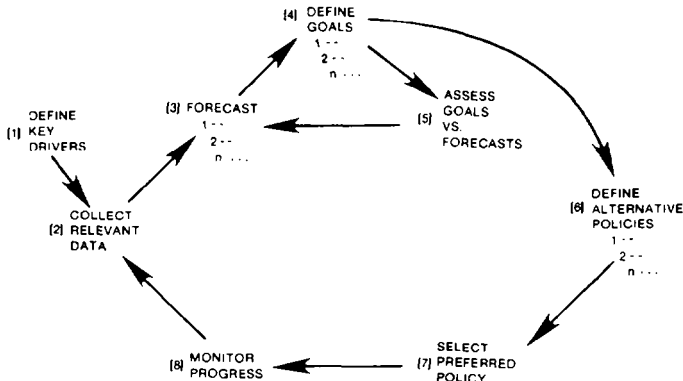 [4] DEFINE
GOALS
1 --
2 --
n ...
[3] FORECAST
1 --
2 --
n ...
ASSESS
GOALS
[5] VS.
FORECASTS
DEFINE
[1] KEY
DRIVERS
COLLECT
[2] RELEVANT
DATA
DEFINE
[6] ALTERNATIVE
POLICIES
1 --
2 --
n ...
SELECT
[7] PREFERRED
POLICY
[8] MONITOR
PROGRESS